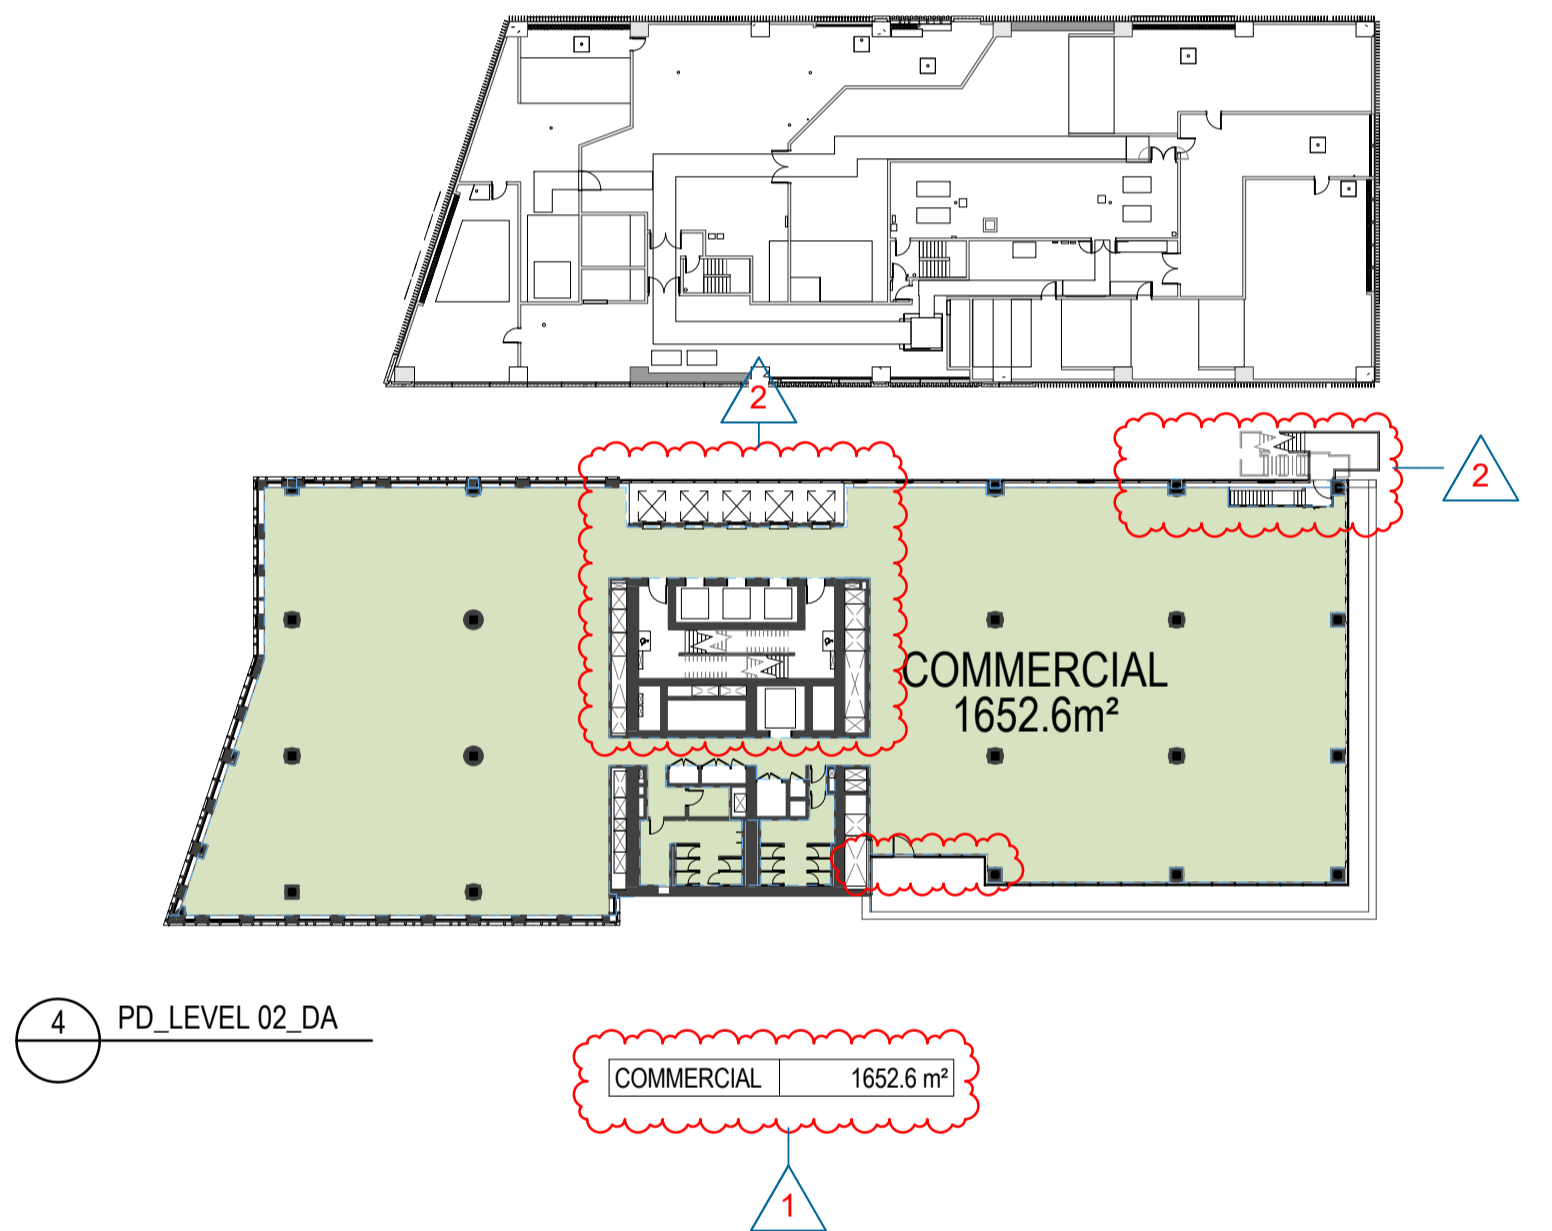 2
2
COMMERCIAL
1652.6m²
4
PD_LEVEL 02_DA
COMMERCIAL 1652.6 m²
1